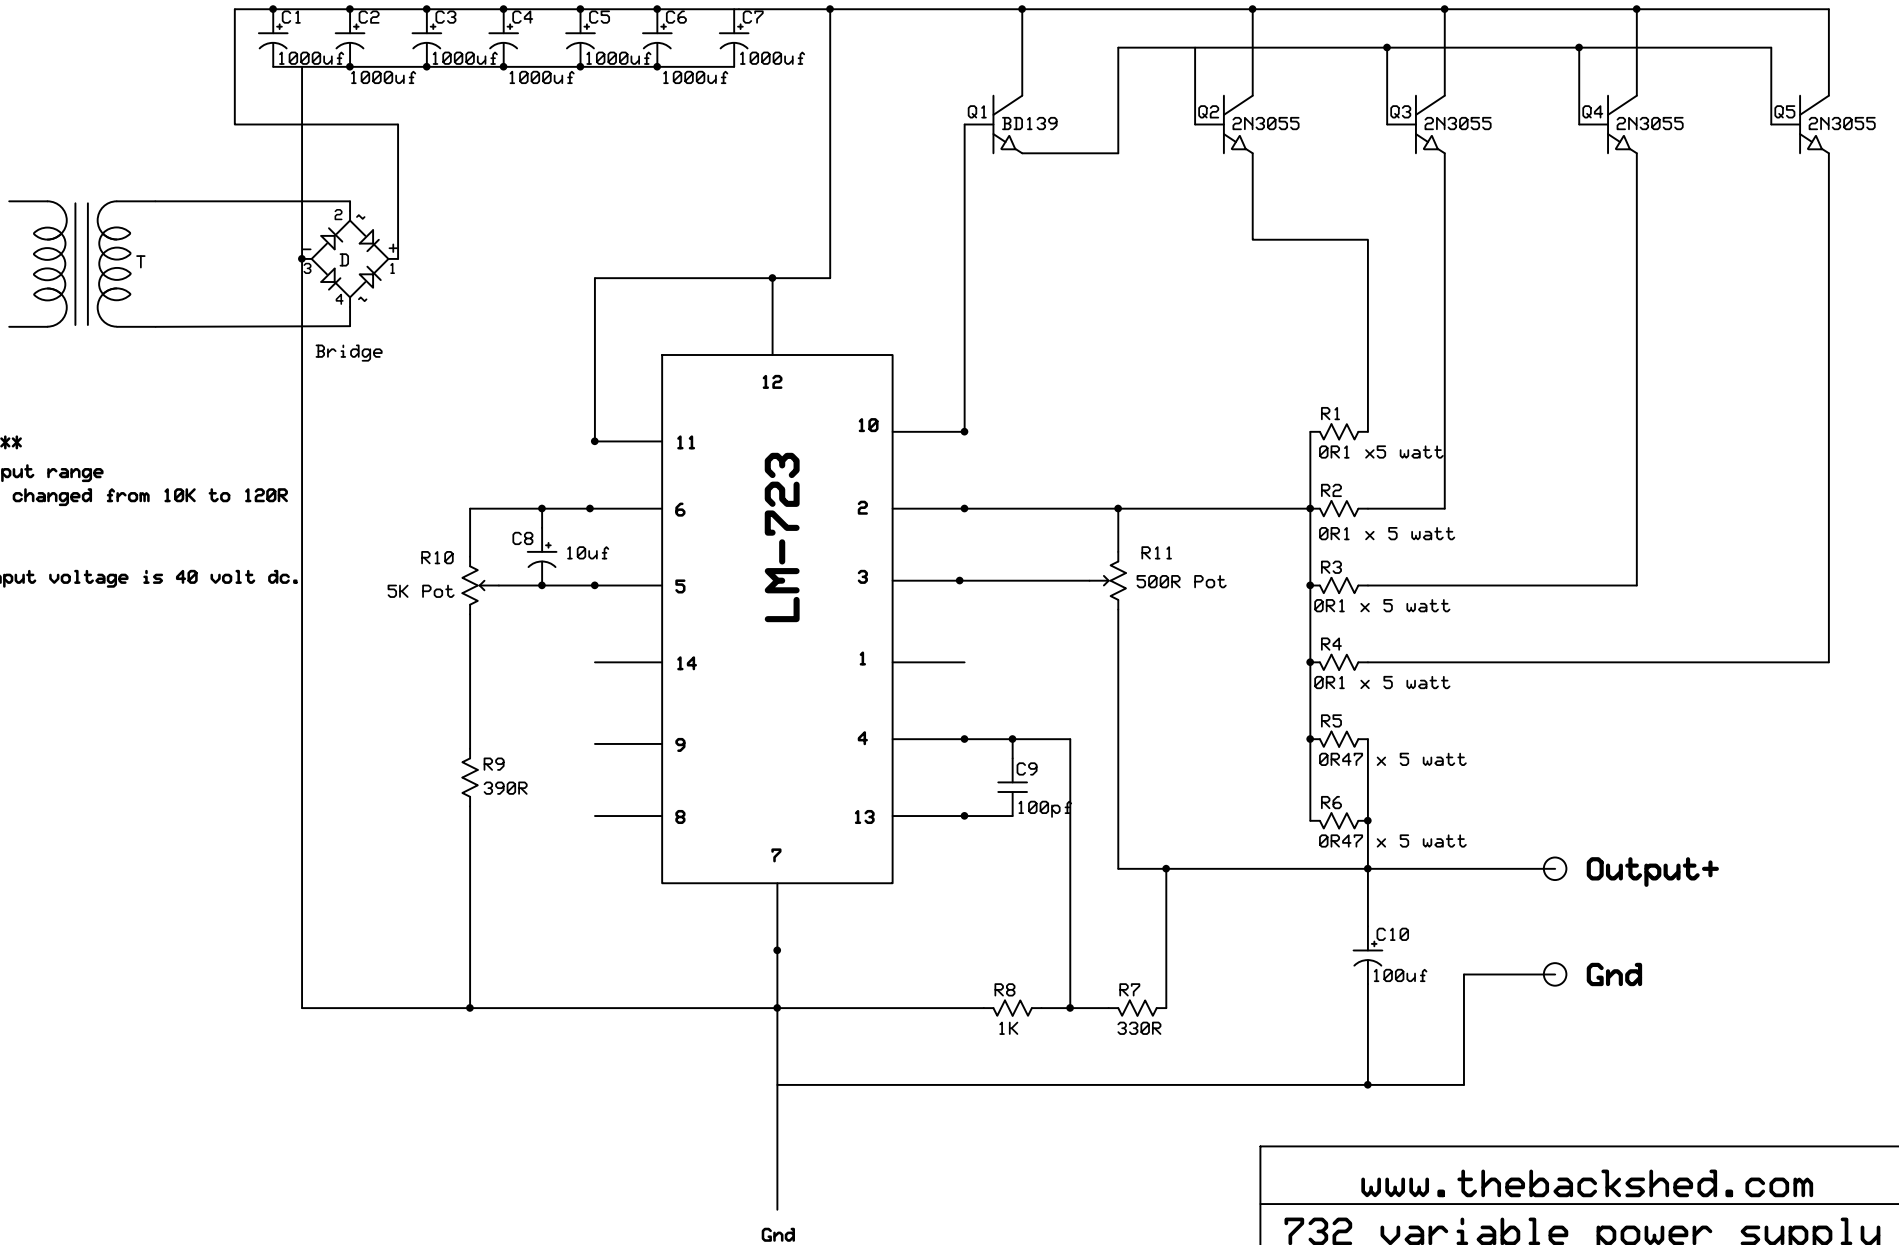 C1 C2 C3 C4 C5 C6 C7
1000uf 1000uf 1000uf 1000uf
1000uf 1000uf 1000uf
Q1
BD139
Q2
2N3055
Q3
2N3055
Q4
2N3055
Q5
2N3055
T
2 ~
-
3
D
+
1
4 ~
Bridge
**
put range
changed from 10K to 120R
put voltage is 40 volt dc.
LM-723
12
11
6
5
14
9
8
7
10
2
3
1
4
13
R10
5K Pot
C8
+
10uf
R9
390R
R11
500R Pot
C9
100pf
R1
0R1 x5 watt
R2
0R1 x 5 watt
R3
0R1 x 5 watt
R4
0R1 x 5 watt
R5
0R47 x 5 watt
R6
0R47 x 5 watt
Output+
C10
+
100uf
Gnd
R8
1K
R7
330R
Gnd
www.thebackshed.com
732 variable power supply